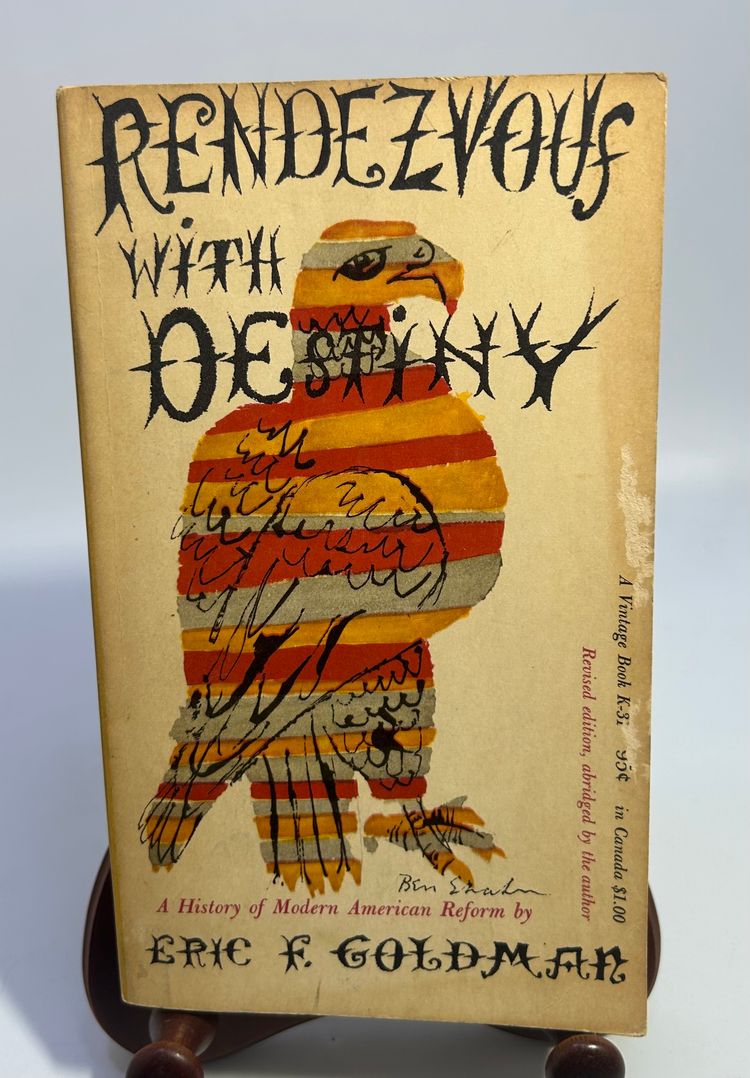 RENDEZVOUS
WITH
DESTINY
Ben Shahn
A History of Modern American Reform by
ERIC F. GOLDMAN
A Vintage Book K-31 95¢ in Canada $1.00
Revised edition, abridged by the author